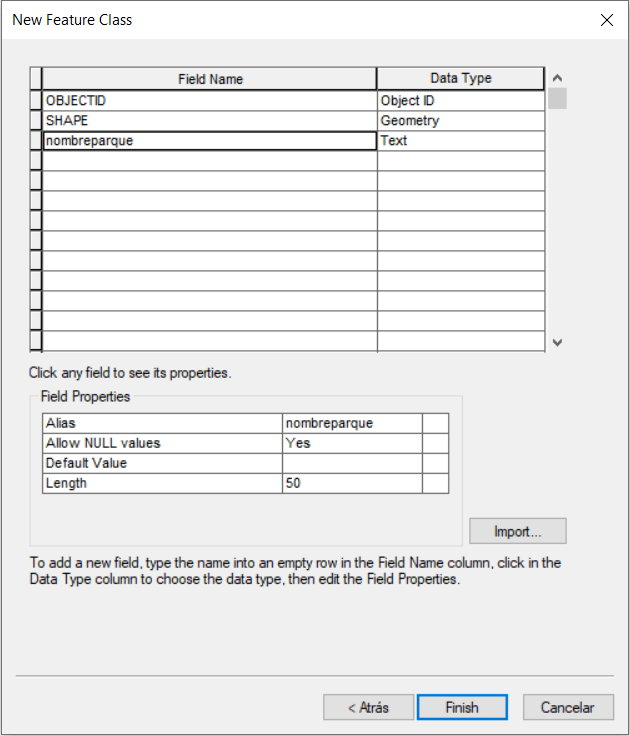 New Feature Class
Field Name Data Type
OBJECTID Object ID
SHAPE Geometry
nombreparque Text
Click any field to see its properties.
Field Properties
Alias nombreparque
Allow NULL values Yes
Default Value
Length 50
Import...
To add a new field, type the name into an empty row in the Field Name column, click in the
Data Type column to choose the data type, then edit the Field Properties.
< Atrás Finish Cancelar